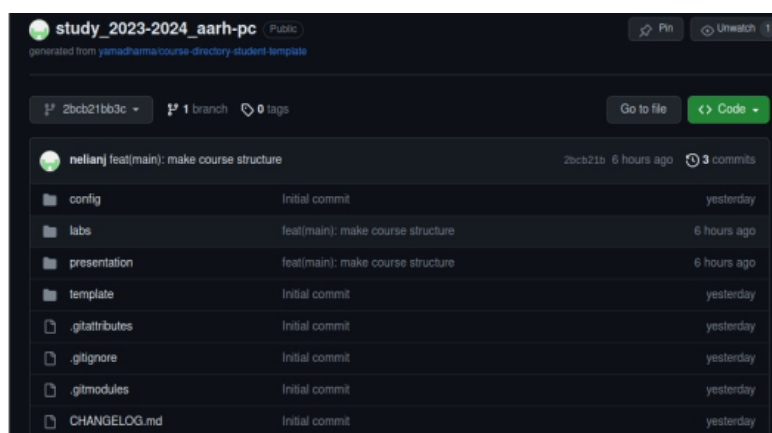 study_2023-2024_aarh-pc Public Pin Unwatch 1
generated from yamadharma/course-directory-student-template
2bcb21bb3c 1 branch 0 tags Go to file <> Code
nelianj feat(main): make course structure 2bcb21b 6 hours ago 3 commits
config Initial commit yesterday
labs feat(main): make course structure 6 hours ago
presentation feat(main): make course structure 6 hours ago
template Initial commit yesterday
.gitattributes Initial commit yesterday
.gitignore Initial commit yesterday
.gitmodules Initial commit yesterday
CHANGELOG.md Initial commit yesterday